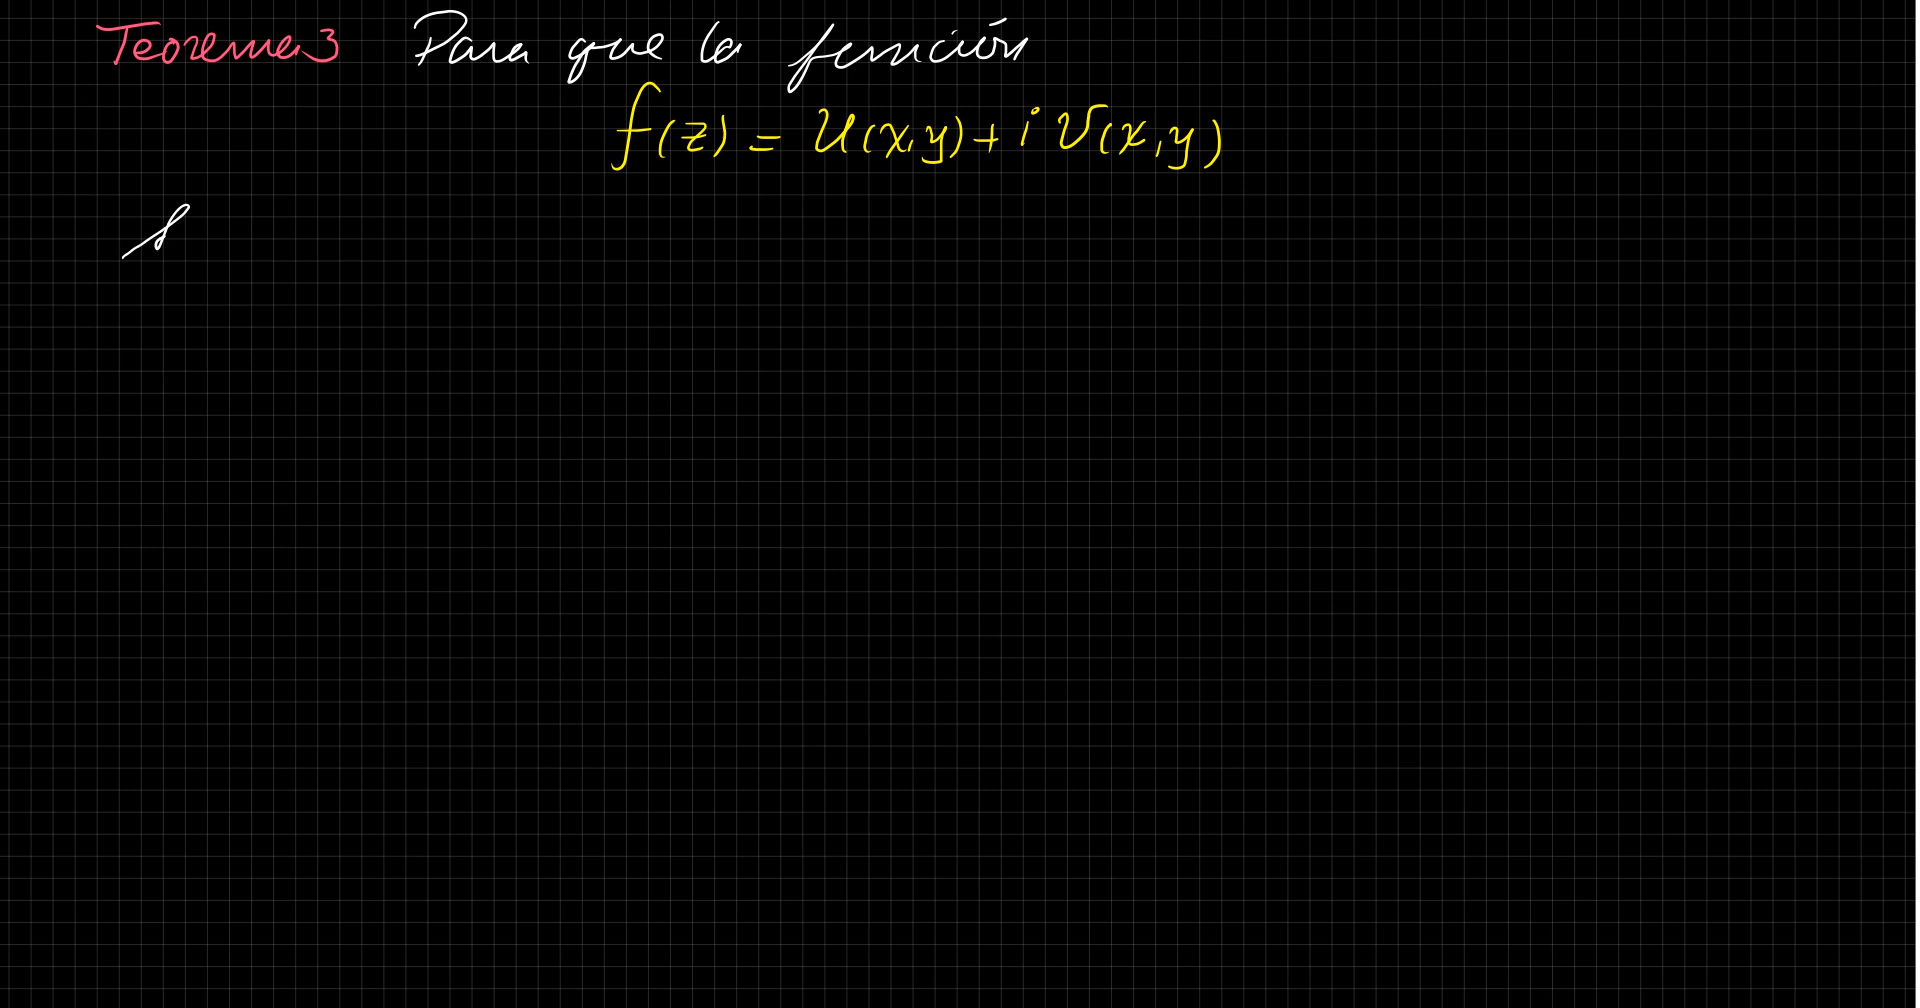 Teorema 3 Para que la función
f(z) = u(x,y) + i v(x,y)
s